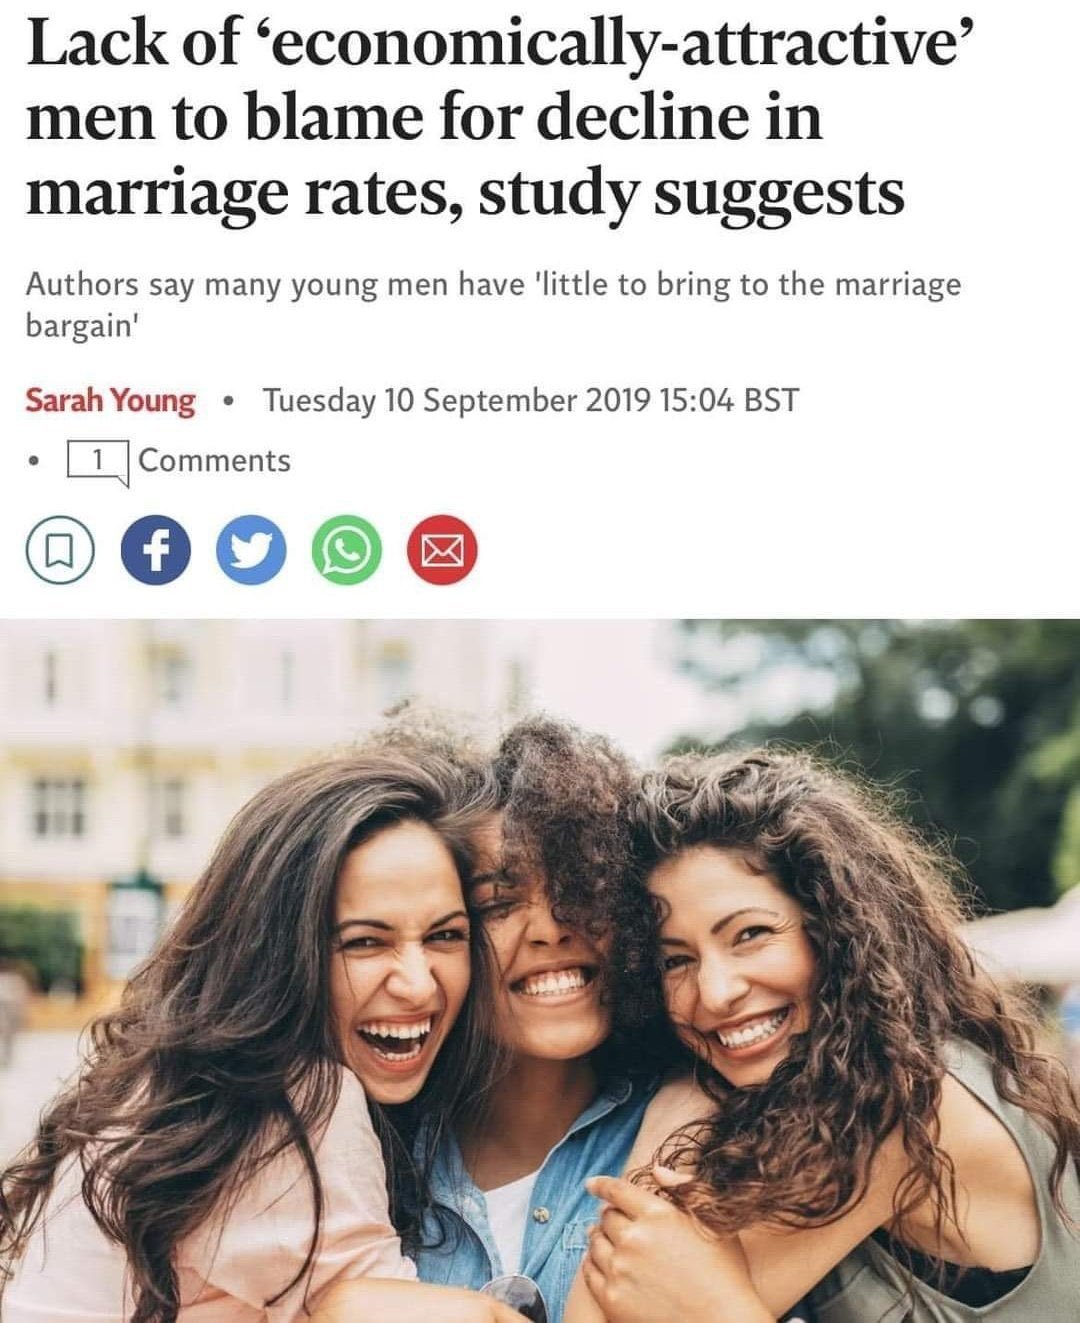 Lack of ‘economically-attractive’
men to blame for decline in
marriage rates, study suggests
Authors say many young men have 'little to bring to the marriage
bargain'
Sarah Young • Tuesday 10 September 2019 15:04 BST
• 1 Comments